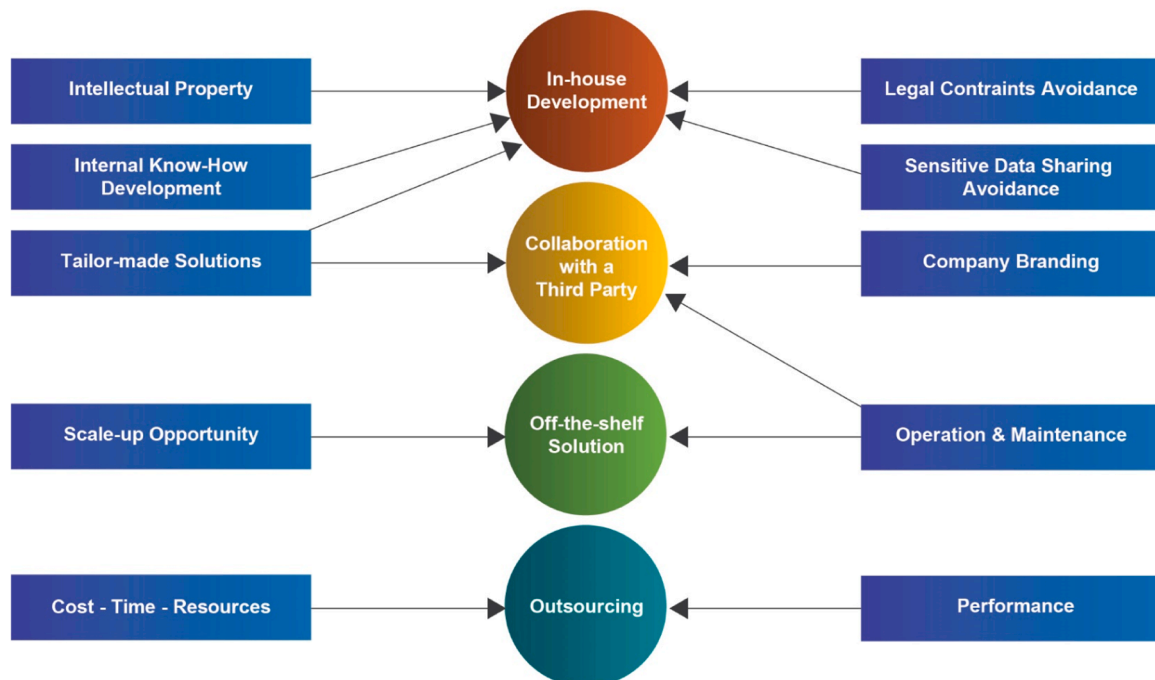 Intellectual Property
In-house
Development
Legal Contraints Avoidance
Internal Know-How
Development
Sensitive Data Sharing
Avoidance
Tailor-made Solutions
Collaboration
with a
Third Party
Company Branding
Scale-up Opportunity
Off-the-shelf
Solution
Operation & Maintenance
Cost - Time - Resources
Outsourcing
Performance